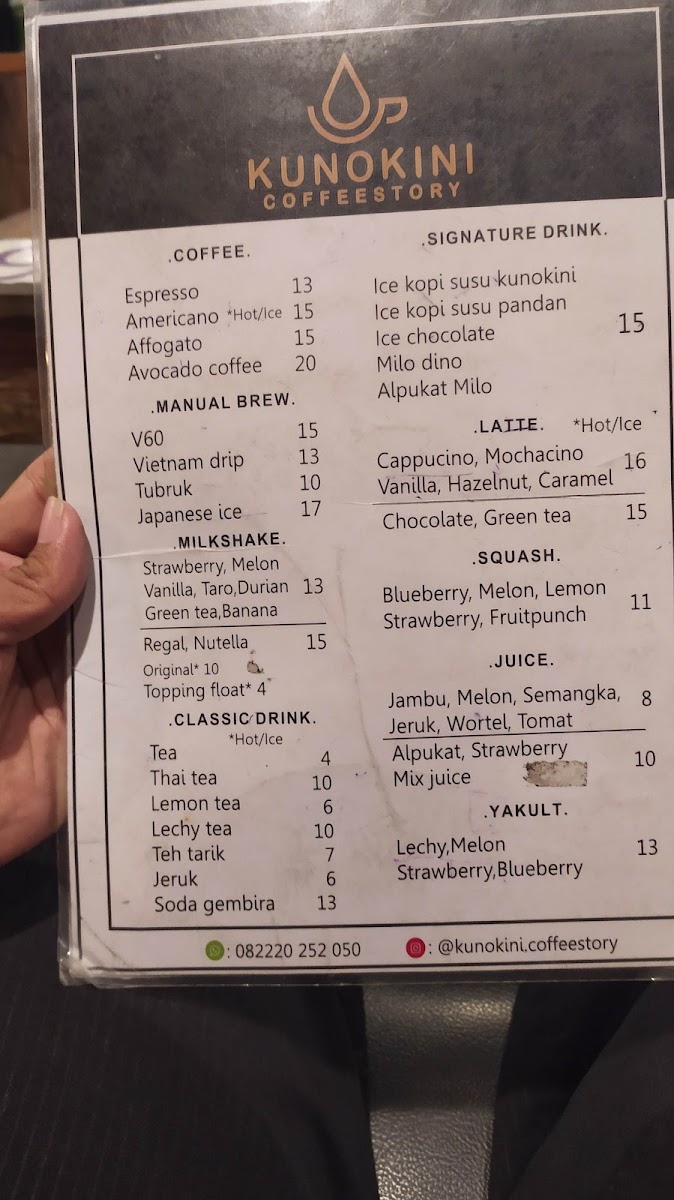 KUNOKINI
COFFEESTORY
.COFFEE.
Espresso 13
Americano *Hot/Ice 15
Affogato 15
Avocado coffee 20
.MANUAL BREW.
V60 15
Vietnam drip 13
Tubruk 10
Japanese ice 17
.MILKSHAKE.
Strawberry, Melon
Vanilla, Taro,Durian 13
Green tea,Banana
Regal, Nutella 15
Original* 10
Topping float* 4
.CLASSIC DRINK.
*Hot/Ice
Tea 4
Thai tea 10
Lemon tea 6
Lechy tea 10
Teh tarik 7
Jeruk 6
Soda gembira 13
.SIGNATURE DRINK.
Ice kopi susu kunokini
Ice kopi susu pandan
Ice chocolate 15
Milo dino
Alpukat Milo
.LATTE. *Hot/Ice
Cappucino, Mochacino 16
Vanilla, Hazelnut, Caramel
Chocolate, Green tea 15
.SQUASH.
Blueberry, Melon, Lemon 11
Strawberry, Fruitpunch
.JUICE.
Jambu, Melon, Semangka, 8
Jeruk, Wortel, Tomat
Alpukat, Strawberry 10
Mix juice
.YAKULT.
Lechy,Melon 13
Strawberry,Blueberry
: 082220 252 050
: @kunokini.coffeestory